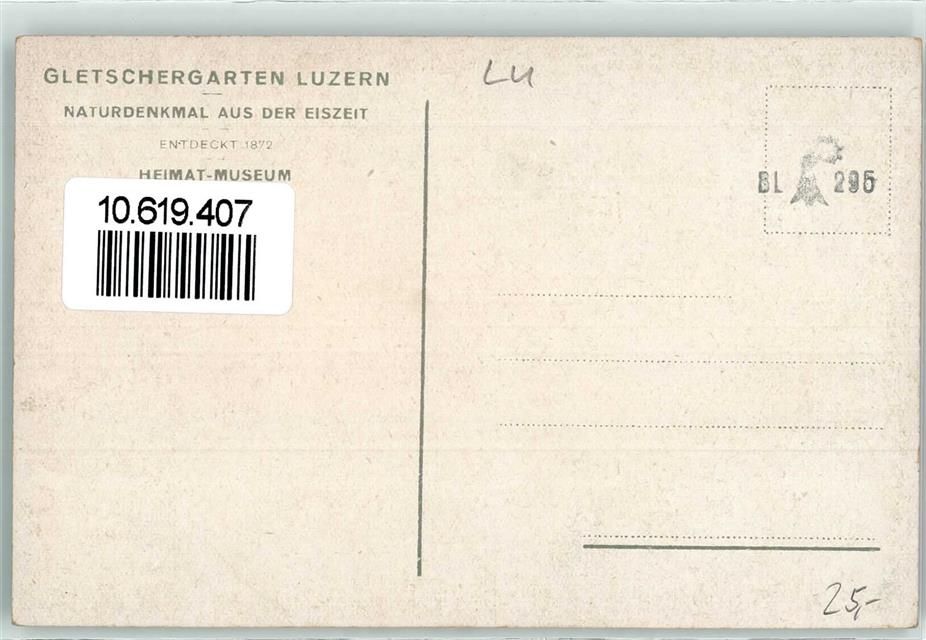 GLETSCHERGARTEN LUZERN
NATURDENKMAL AUS DER EISZEIT
ENTDECKT 1872
HEIMAT-MUSEUM
10.619.407
LU
BL 295
25,-